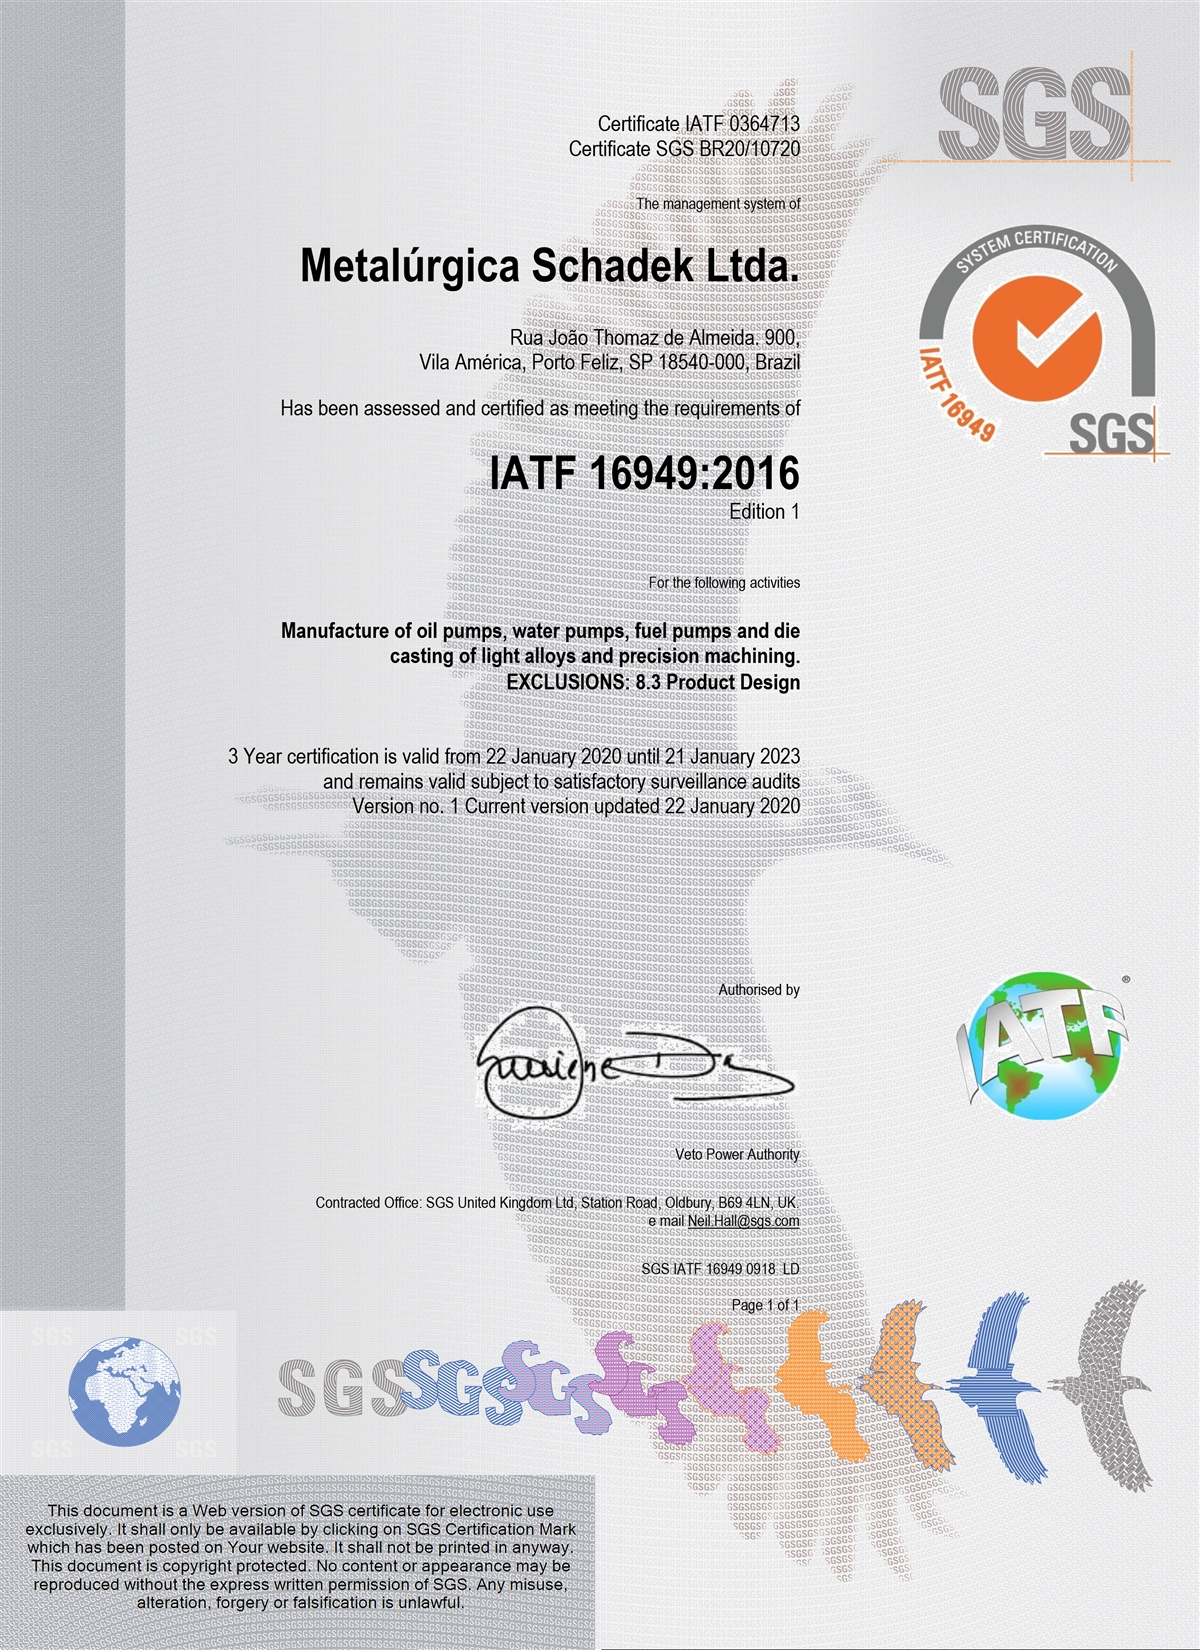 SGS
Certificate IATF 0364713
Certificate SGS BR20/10720
The management system of
Metalúrgica Schadek Ltda.
SYSTEM CERTIFICATION
IATF 16949
SGS
Rua João Thomaz de Almeida. 900,
Vila América, Porto Feliz, SP 18540-000, Brazil
Has been assessed and certified as meeting the requirements of
IATF 16949:2016
Edition 1
For the following activities
Manufacture of oil pumps, water pumps, fuel pumps and die
casting of light alloys and precision machining.
EXCLUSIONS: 8.3 Product Design
3 Year certification is valid from 22 January 2020 until 21 January 2023
and remains valid subject to satisfactory surveillance audits
Version no. 1 Current version updated 22 January 2020
Authorised by
IATF ®
Veto Power Authority
Contracted Office: SGS United Kingdom Ltd, Station Road, Oldbury, B69 4LN, UK.
e mail Neil.Hall@sgs.com
SGS IATF 16949 0918 LD
Page 1 of 1
SGS SGS
SGS SGS SGS
SGS SGS
This document is a Web version of SGS certificate for electronic use
exclusively. It shall only be available by clicking on SGS Certification Mark
which has been posted on Your website. It shall not be printed in anyway.
This document is copyright protected. No content or appearance may be
reproduced without the express written permission of SGS. Any misuse,
alteration, forgery or falsification is unlawful.